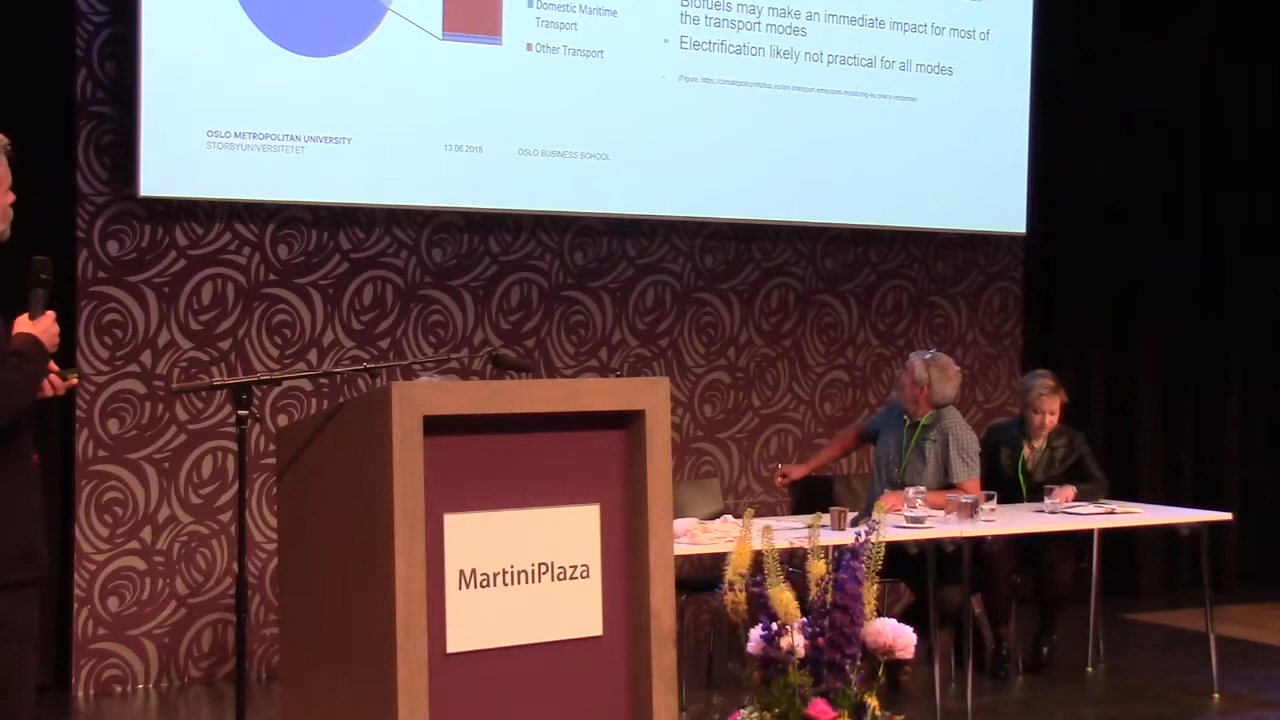 Domestic Maritime
Transport
Other Transport
Biofuels may make an immediate impact for most of
the transport modes
• Electrification likely not practical for all modes
OSLO METROPOLITAN UNIVERSITY
STORBYUNIVERSITETET
13.06.2018
OSLO BUSINESS SCHOOL
MartiniPlaza